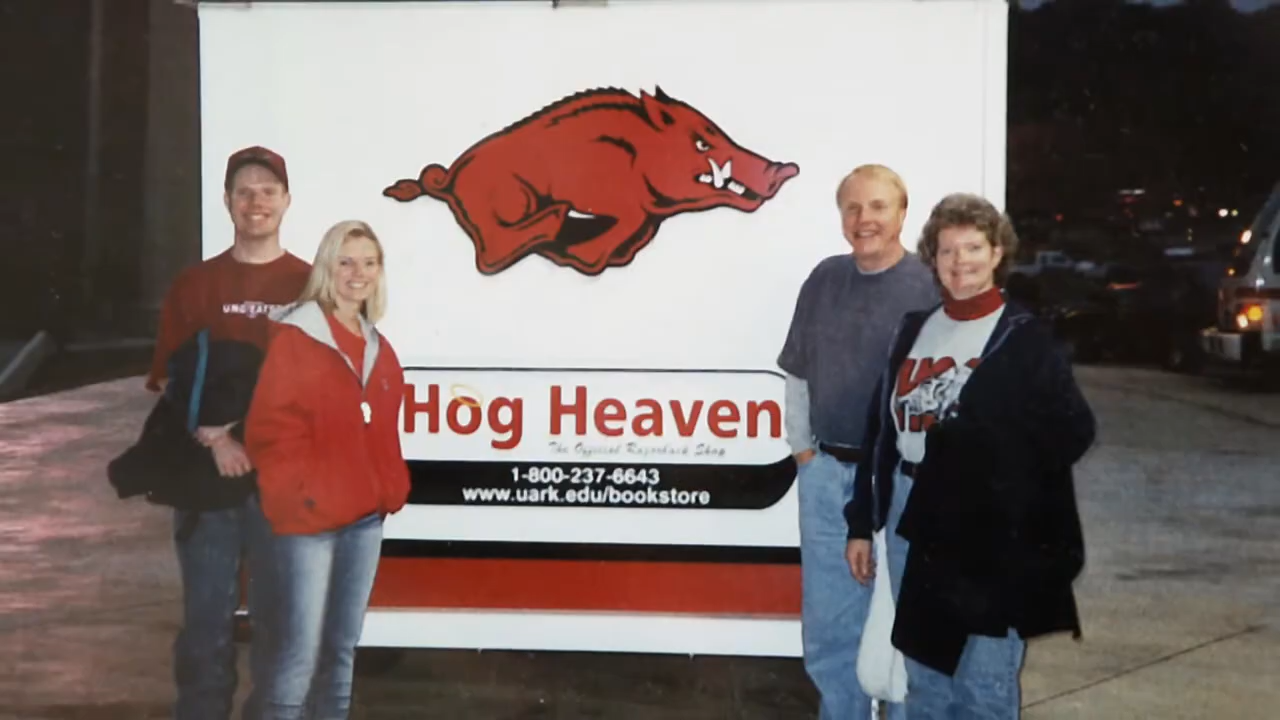 Hog Heaven
The Official Razorback Shop
1-800-237-6643
www.uark.edu/bookstore